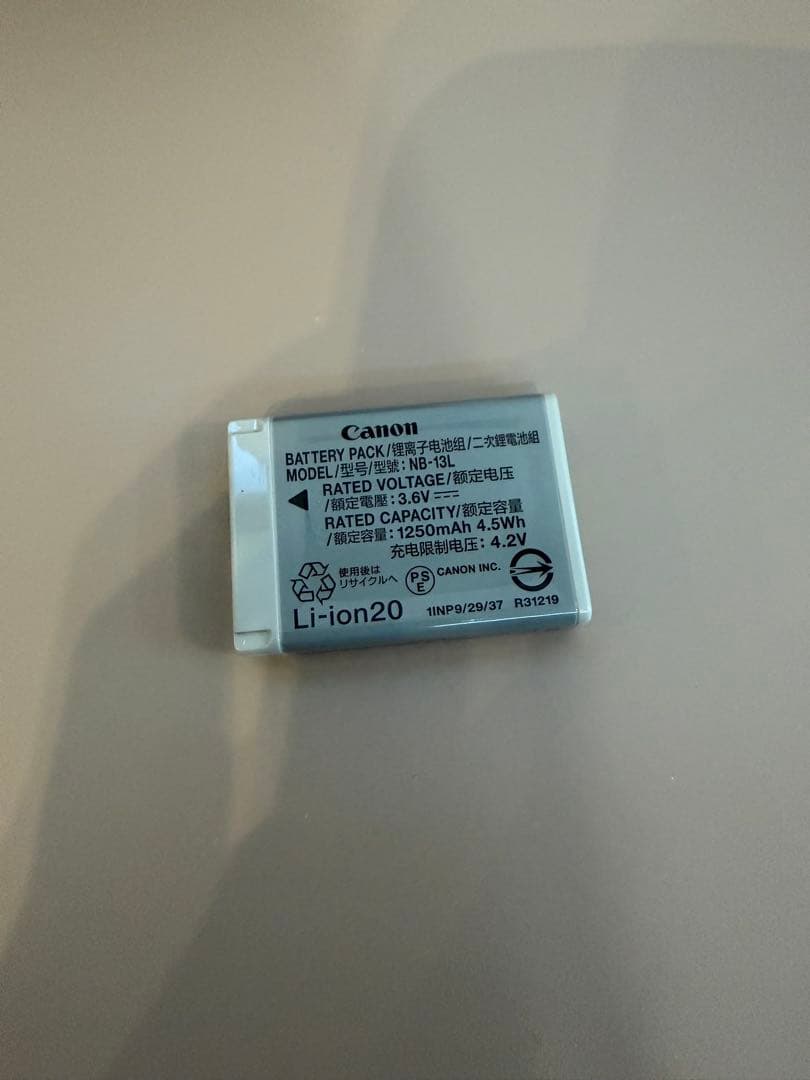 Canon
BATTERY PACK/锂离子电池组/二次鋰電池組
MODEL/型号/型號: NB-13L
RATED VOLTAGE/额定电压
/額定電壓: 3.6V
RATED CAPACITY/额定容量
/額定容量: 1250mAh 4.5Wh
充电限制电压: 4.2V
使用後は
リサイクルへ
PS
E
CANON INC.
Li-ion20
1INP9/29/37
R31219